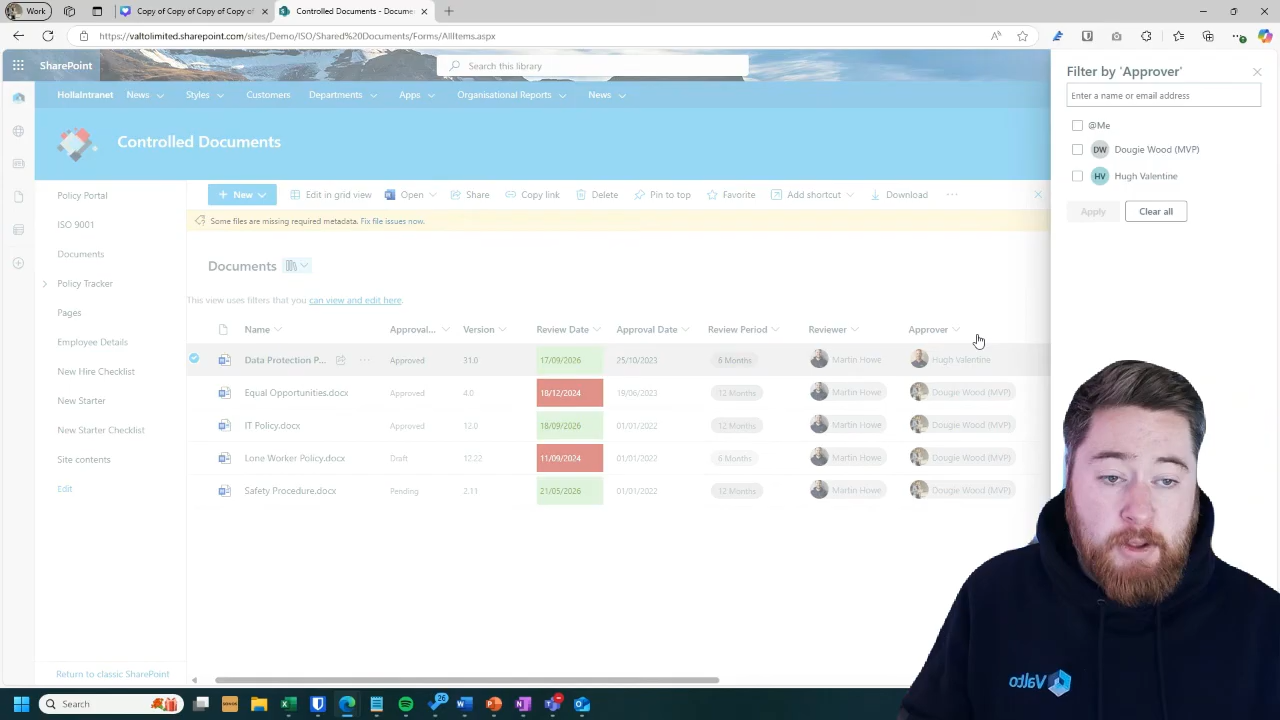 Work
Copy of Copy of Copy of Copy of
Controlled Documents - Docume
https://valtolimited.sharepoint.com/sites/Demo/ISO/Shared%20Documents/Forms/AllItems.aspx
SharePoint
Search this library
HollaIntranet News Styles Customers Departments Apps Organisational Reports News
Controlled Documents
Policy Portal
ISO 9001
Documents
Policy Tracker
Pages
Employee Details
New Hire Checklist
New Starter
New Starter Checklist
Site contents
Edit
Return to classic SharePoint
New Edit in grid view Open Share Copy link Delete Pin to top Favorite Add shortcut Download
Some files are missing required metadata. Fix file issues now.
Documents
This view uses filters that you can view and edit here.
Name Approval... Version Review Date Approval Date Review Period Reviewer Approver
Data Protection P... Approved 31.0 17/09/2026 25/10/2023 6 Months Martin Howe Hugh Valentine
Equal Opportunities.docx Approved 4.0 18/12/2024 19/06/2023 12 Months Martin Howe Dougie Wood (MVP)
IT Policy.docx Approved 12.0 18/09/2026 01/01/2022 12 Months Martin Howe Dougie Wood (MVP)
Lone Worker Policy.docx Draft 12.22 11/09/2024 01/01/2022 6 Months Martin Howe Dougie Wood (MVP)
Safety Procedure.docx Pending 2.11 21/05/2026 01/01/2022 12 Months Martin Howe Dougie Wood (MVP)
Filter by 'Approver'
Enter a name or email address
@Me
DW Dougie Wood (MVP)
HV Hugh Valentine
Apply Clear all
Valto
Search
SONOS
26